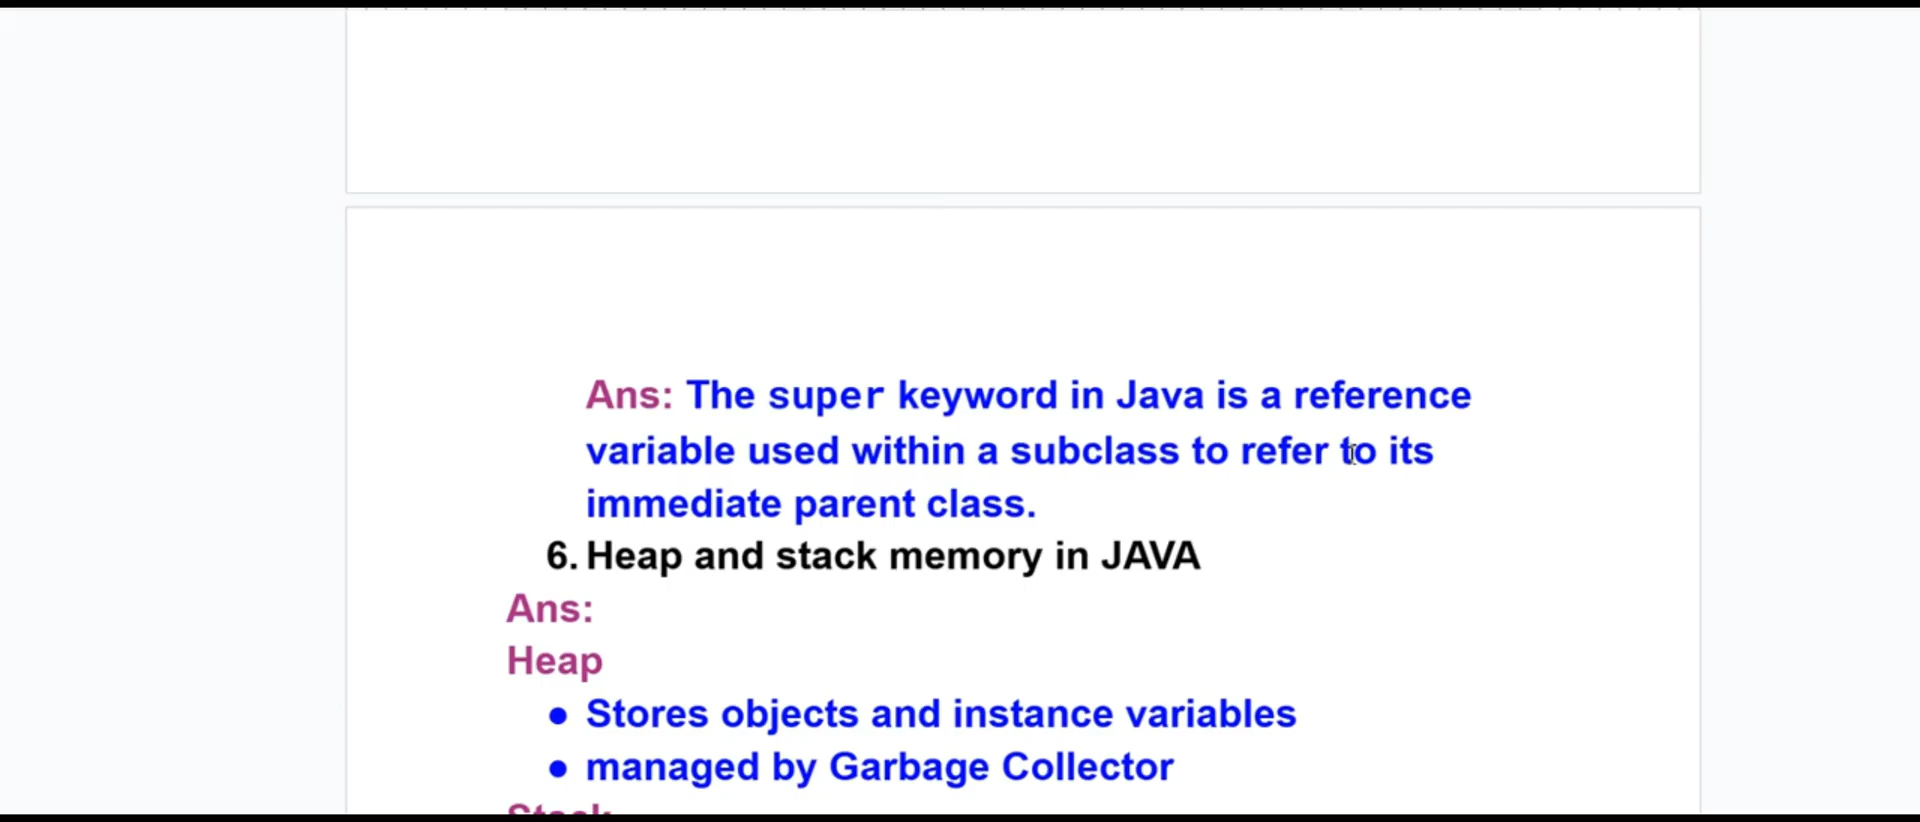 Ans: The super keyword in Java is a reference
variable used within a subclass to refer to its
immediate parent class.
6. Heap and stack memory in JAVA
Ans:
Heap
● Stores objects and instance variables
● managed by Garbage Collector
Stack